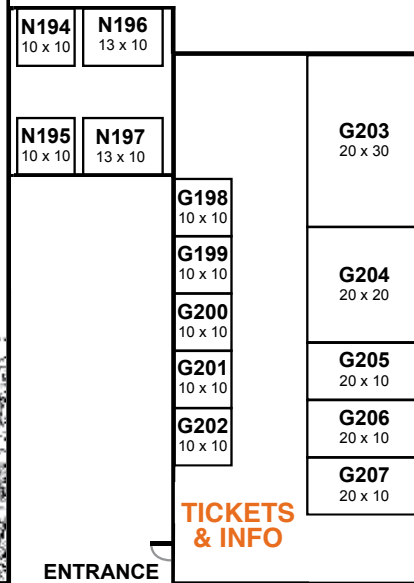 N194
10 x 10
N196
13 x 10
N195
10 x 10
N197
13 x 10
G198
10 x 10
G199
10 x 10
G200
10 x 10
G201
10 x 10
G202
10 x 10
G203
20 x 30
G204
20 x 20
G205
20 x 10
G206
20 x 10
G207
20 x 10
TICKETS
& INFO
ENTRANCE